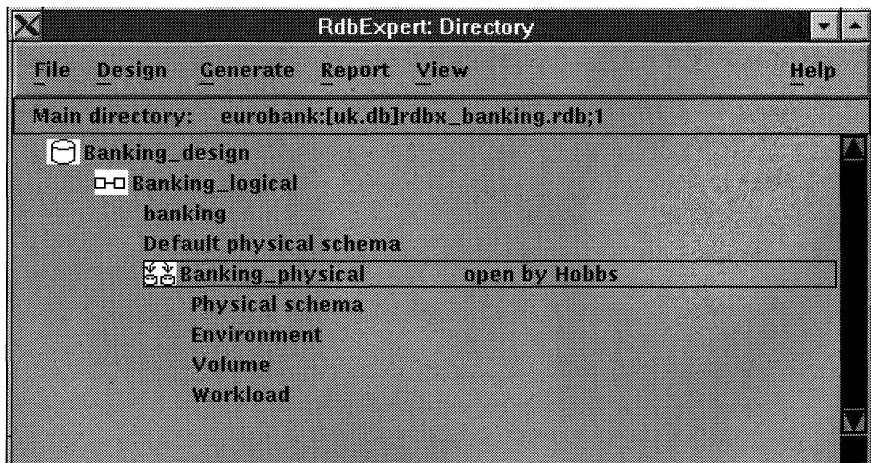 RdbExpert: Directory
File Design Generate Report View Help
Main directory: eurobank:[uk.db]rdbx_banking.rdb;1
Banking_design
Banking_logical
banking
Default physical schema
Banking_physical open by Hobbs
Physical schema
Environment
Volume
Workload